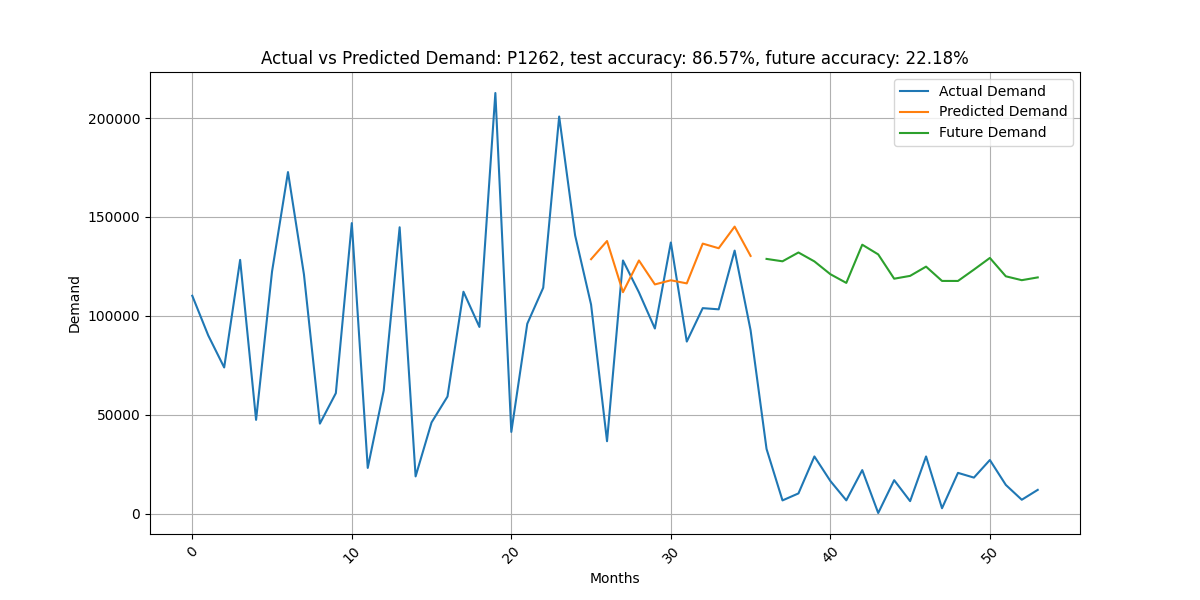 Actual vs Predicted Demand: P1262, test accuracy: 86.57%, future accuracy: 22.18%
Actual Demand
Predicted Demand
Future Demand
200000
150000
100000
50000
0
Demand
0
10
20
30
40
50
Months